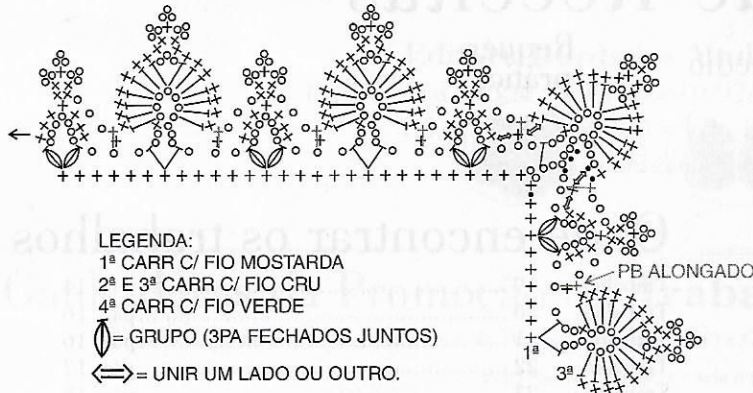 LEGENDA:
1ª CARR C/ FIO MOSTARDA
2ª E 3ª CARR C/ FIO CRU
4ª CARR C/ FIO VERDE
= GRUPO (3PA FECHADOS JUNTOS)
= UNIR UM LADO OU OUTRO.
PB ALONGADO
1ª
3ª